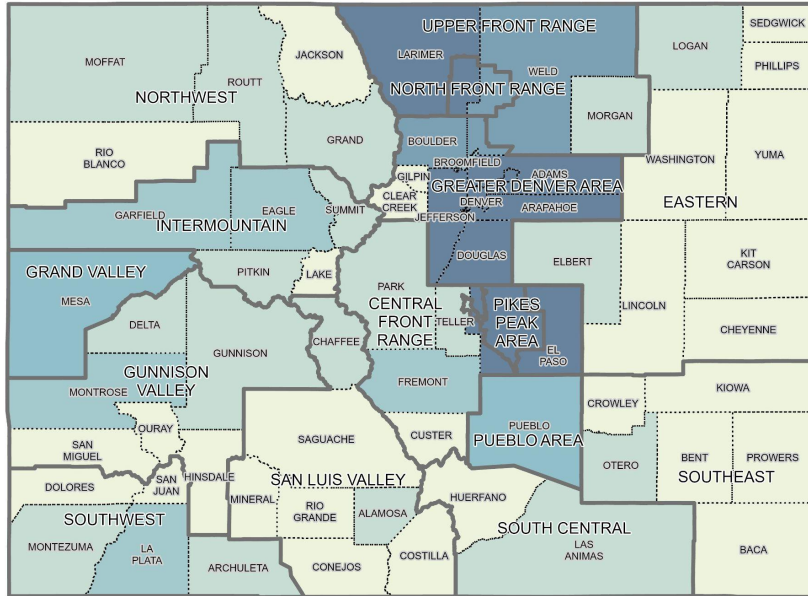 UPPER FRONT RANGE
SEDGWICK
JACKSON
LARIMER
LOGAN
MOFFAT
PHILLIPS
ROUTT
WELD
NORTH FRONT RANGE
NORTHWEST
MORGAN
GRAND
BOULDER
RIO
BLANCO
WASHINGTON
YUMA
BROOMFIELD
GILPIN
ADAMS
GREATER DENVER AREA
CLEAR
CREEK
DENVER
EASTERN
GARFIELD
EAGLE
SUMMIT
JEFFERSON
ARAPAHOE
INTERMOUNTAIN
KIT
CARSON
DOUGLAS
ELBERT
GRAND VALLEY
PITKIN
LAKE
PARK
MESA
CENTRAL
FRONT
RANGE
PIKES
PEAK
AREA
LINCOLN
DELTA
TELLER
CHEYENNE
CHAFFEE
GUNNISON
EL
PASO
GUNNISON
VALLEY
FREMONT
MONTROSE
KIOWA
CROWLEY
OURAY
PUEBLO
PUEBLO AREA
CUSTER
SAGUACHE
SAN
MIGUEL
BENT
PROWERS
OTERO
SOUTHEAST
SAN
JUAN
HINSDALE
SAN LUIS VALLEY
DOLORES
MINERAL
HUERFANO
RIO
GRANDE
ALAMOSA
SOUTHWEST
SOUTH CENTRAL
MONTEZUMA
LA
PLATA
LAS
ANIMAS
COSTILLA
BACA
ARCHULETA
CONEJOS